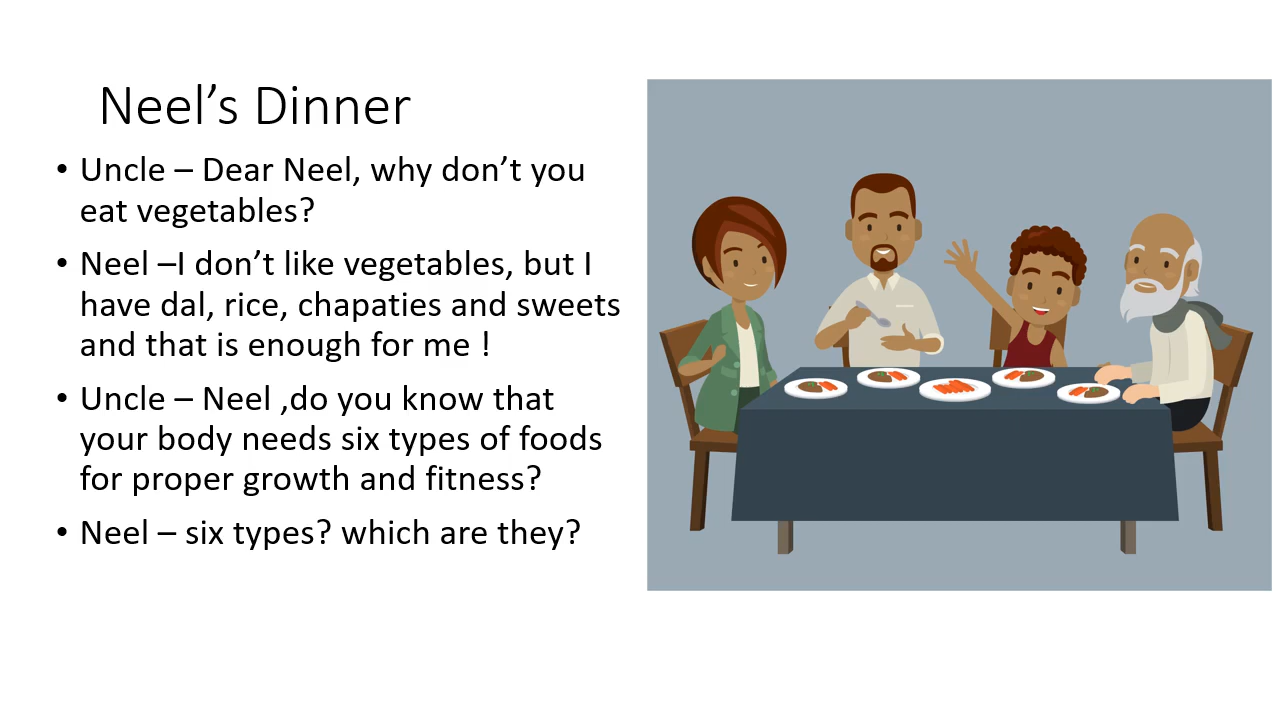 Neel’s Dinner
• Uncle – Dear Neel, why don’t you
eat vegetables?
• Neel –I don’t like vegetables, but I
have dal, rice, chapaties and sweets
and that is enough for me !
• Uncle – Neel ,do you know that
your body needs six types of foods
for proper growth and fitness?
• Neel – six types? which are they?